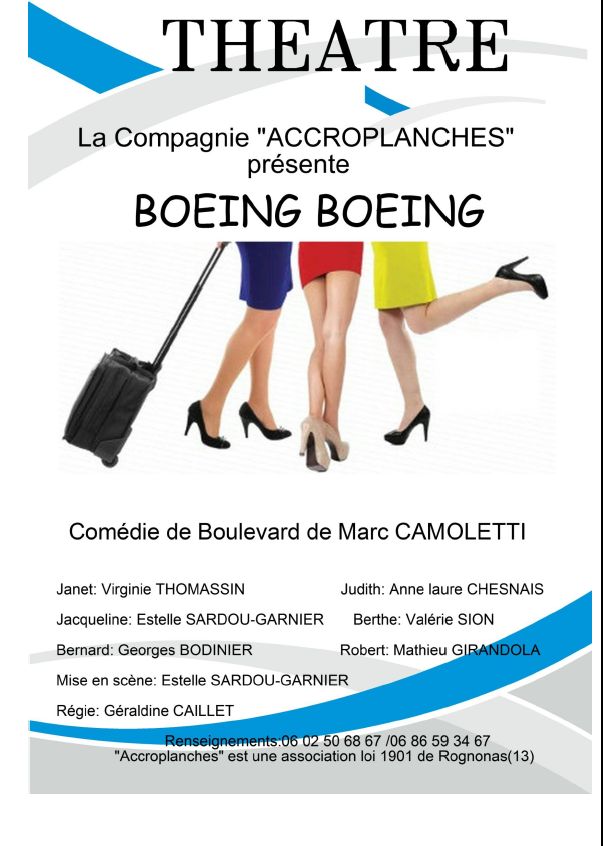 THEATRE
La Compagnie "ACCROPLANCHES"
présente
BOEING BOEING
Comédie de Boulevard de Marc CAMOLETTI
Janet: Virginie THOMASSIN Judith: Anne laure CHESNAIS
Jacqueline: Estelle SARDOU-GARNIER Berthe: Valérie SION
Bernard: Georges BODINIER Robert: Mathieu GIRANDOLA
Mise en scène: Estelle SARDOU-GARNIER
Régie: Géraldine CAILLET
Renseignements:06 02 50 68 67 /06 86 59 34 67
"Accroplanches" est une association loi 1901 de Rognonas(13)